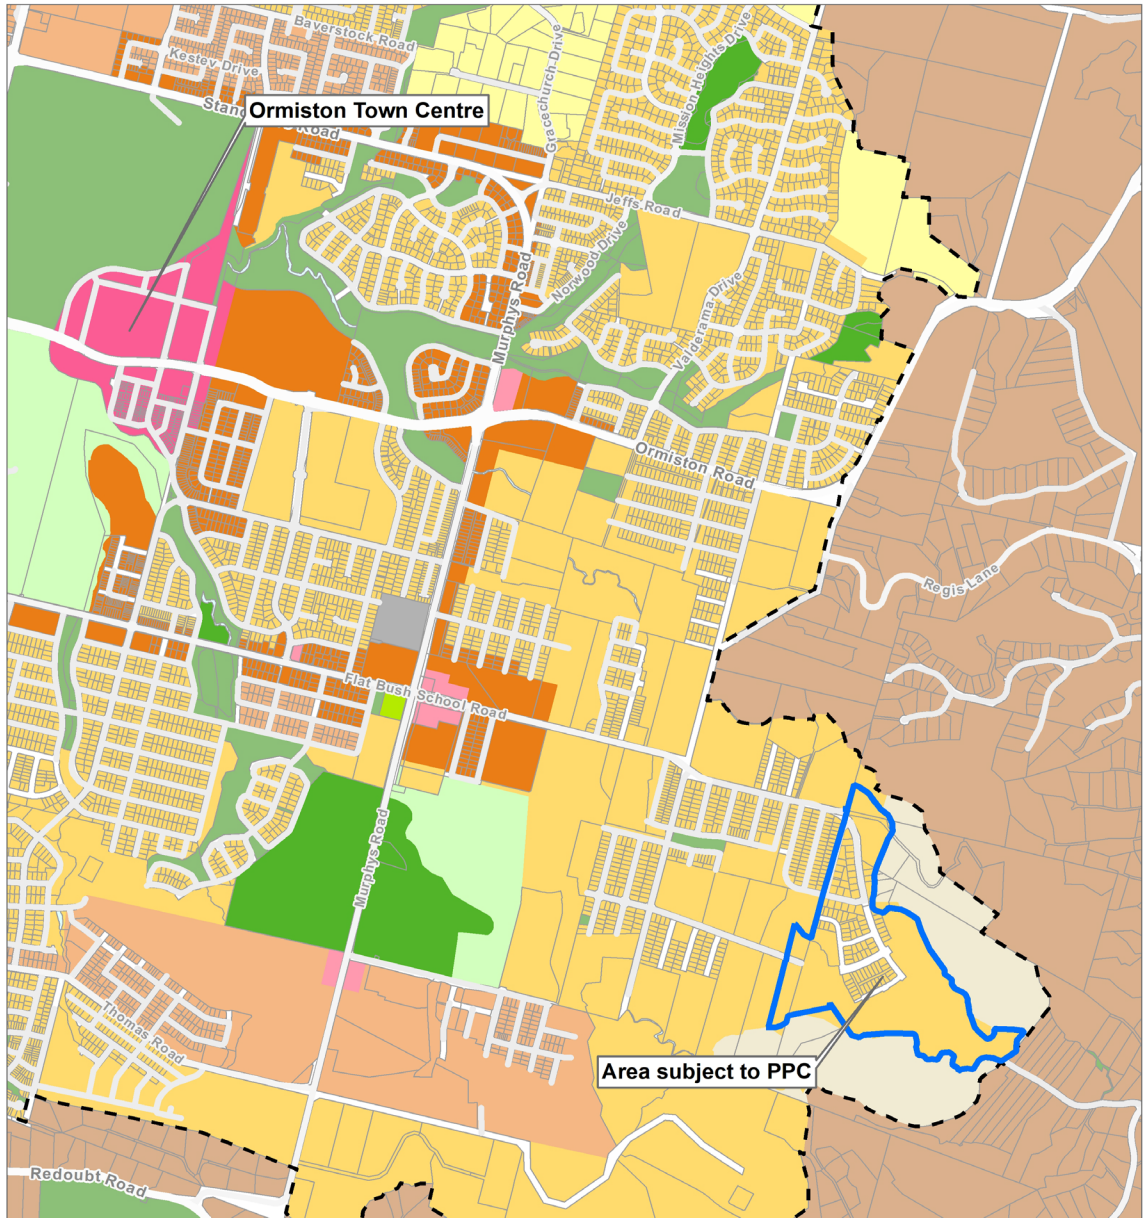 Baverstock Road
Kestev Drive
Ormiston Town Centre
Road
Gracechurch Drive
Mission Heights Drive
Jeffs Road
Norwood Drive
Murphys Road
Valderama Drive
Ormiston Road
Regis Lane
Flat Bush School Road
Murphys Road
Thomas Road
Area subject to PPC
Redoubt Road